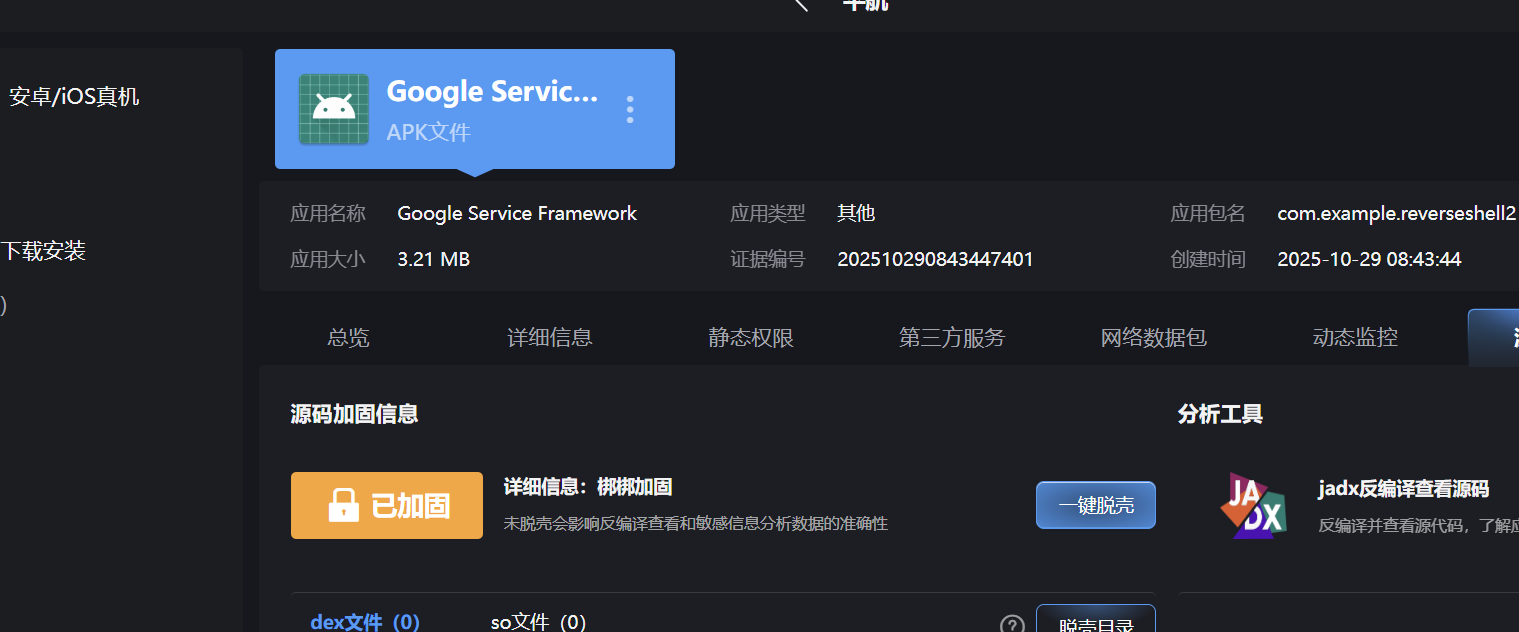 安卓/iOS真机
下载安装
)
Google Servic...
APK文件
应用名称 Google Service Framework 应用类型 其他 应用包名 com.example.reverseshell2
应用大小 3.21 MB 证据编号 202510290843447401 创建时间 2025-10-29 08:43:44
总览 详细信息 静态权限 第三方服务 网络数据包 动态监控
源码加固信息
已加固
详细信息：梆梆加固
未脱壳会影响反编译查看和敏感信息分析数据的准确性
一键脱壳
dex文件 (0) so文件 (0) ? 脱壳目录
分析工具
JADX
jadx反编译查看源码
反编译并查看源代码，了解应